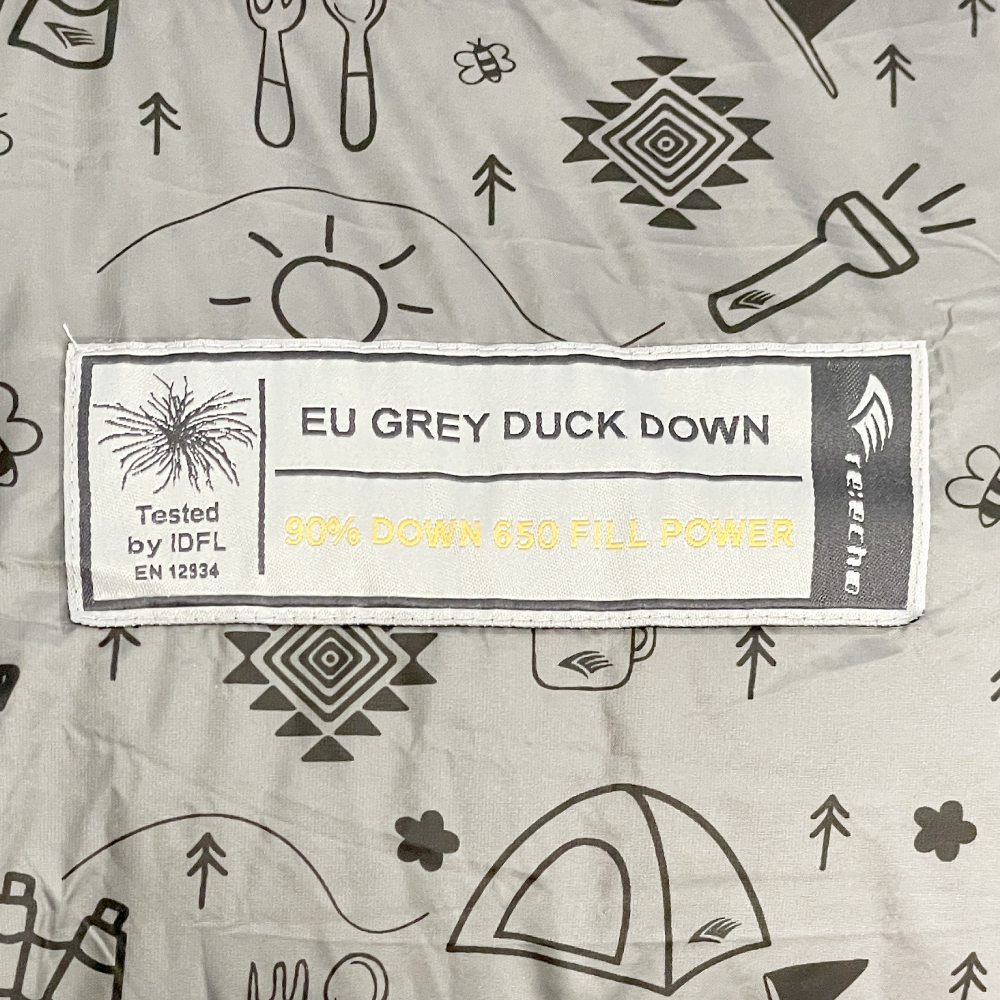 EU GREY DUCK DOWN
90% DOWN 650 FILL POWER
Tested
by IDFL
EN 12934
re:echo